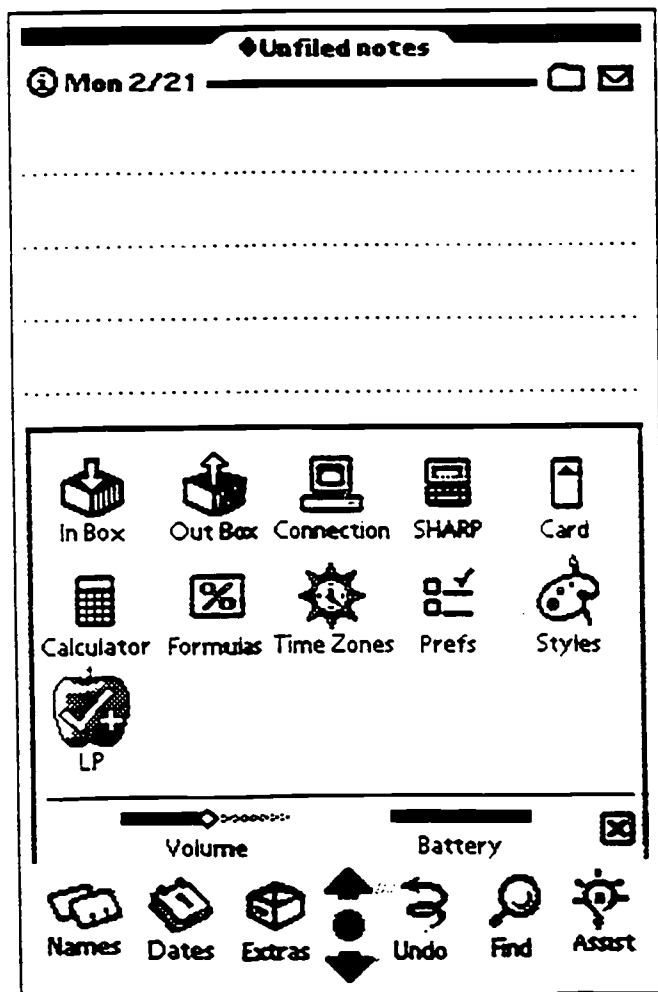 ◆Unfiled notes
Mon 2/21
In Box Out Box Connection SHARP Card
Calculator Formulas Time Zones Prefs Styles
LP
Volume Battery
Names Dates Extras Undo Find Assist